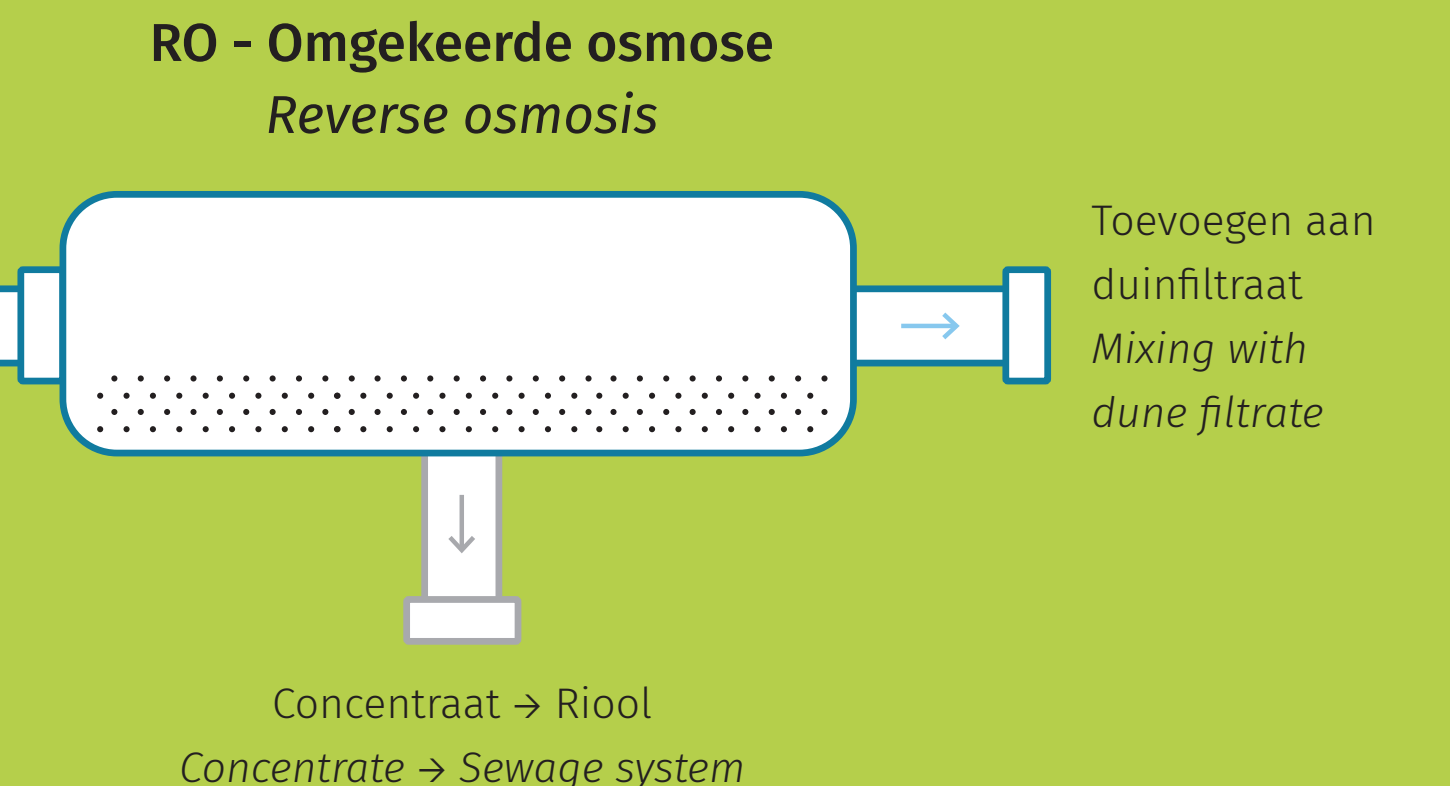 RO - Omgekeerde osmose
Reverse osmosis
Toevoegen aan
duinfiltraat
Mixing with
dune filtrate
Concentraat → Riool
Concentrate → Sewage system